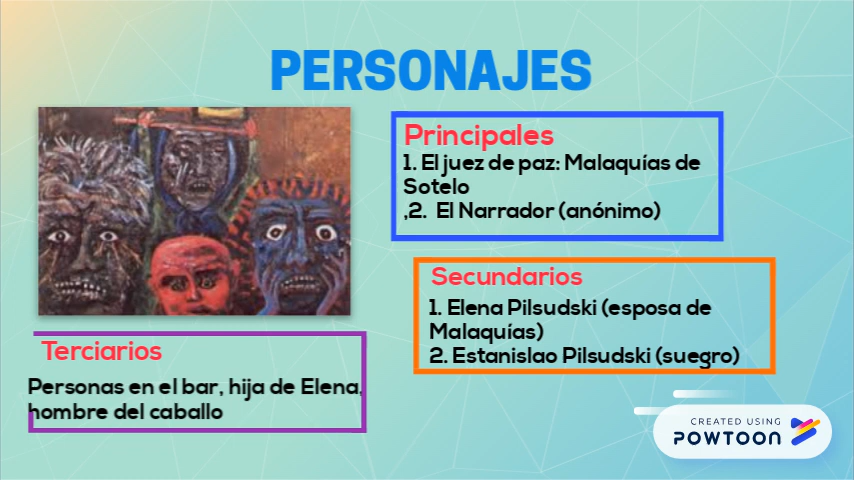 PERSONAJES
Principales
1. El juez de paz: Malaquías de
Sotelo
,2. El Narrador (anónimo)
Secundarios
1. Elena Pilsudski (esposa de
Malaquías)
2. Estanislao Pilsudski (suegro)
Terciarios
Personas en el bar, hija de Elena,
hombre del caballo
CREATED USING
POWTOON